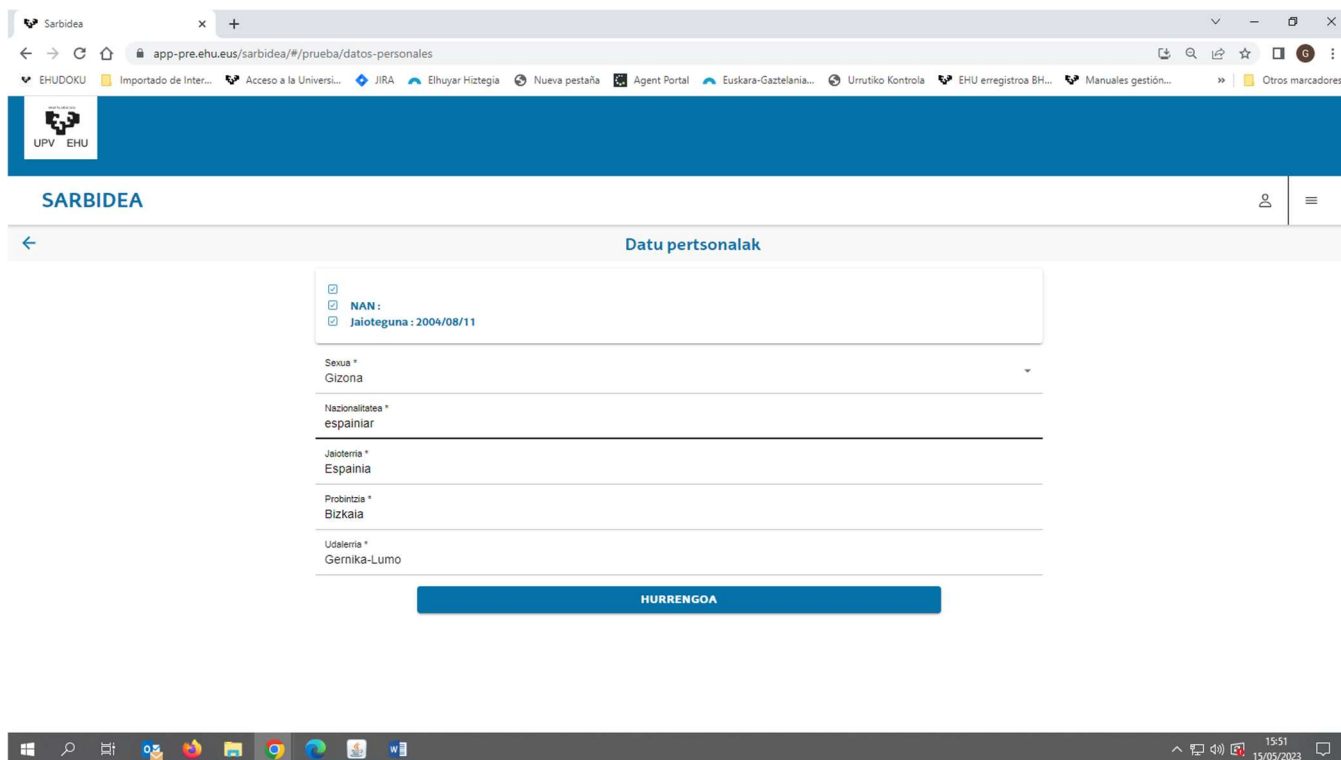 Sarbidea
app-pre.ehu.eus/sarbidea/#/prueba/datos-personales
G
EHUDOKU Importado de Inter... Acceso a la Universi... JIRA Elhuyar Hiztegia Nueva pestaña Agent Portal Euskara-Gaztelania... Urrutiko Kontrola EHU erregistroa BH... Manuales gestión... » Otros marcadores
UPV EHU
SARBIDEA
Datu pertsonalak
NAN :
Jaioteguna : 2004/08/11
Sexua *
Gizona
Nazionalitatea *
espainiar
Jaioterria *
Espainia
Probintzia *
Bizkaia
Udalerria *
Gernika-Lumo
HURRENGOA
15:51
15/05/2023